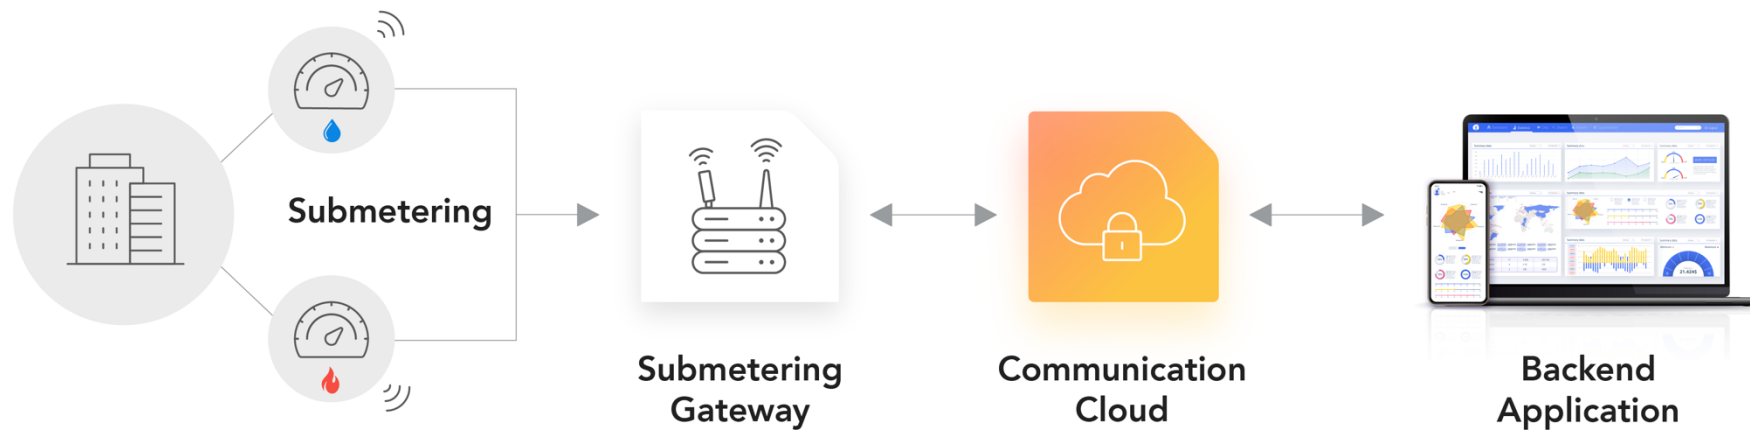 Submetering
Submetering
Gateway
Communication
Cloud
Backend
Application